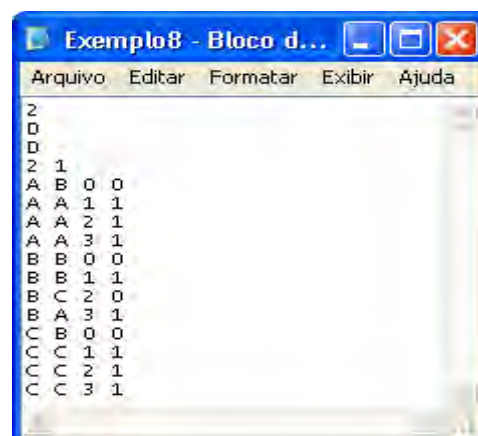 Exemplo8 - Bloco d...
Arquivo Editar Formatar Exibir Ajuda
2
D
D
2 1
A B 0 0
A A 1 1
A A 2 1
A A 3 1
B B 0 0
B B 1 1
B C 2 0
B A 3 1
C B 0 0
C C 1 1
C C 2 1
C C 3 1